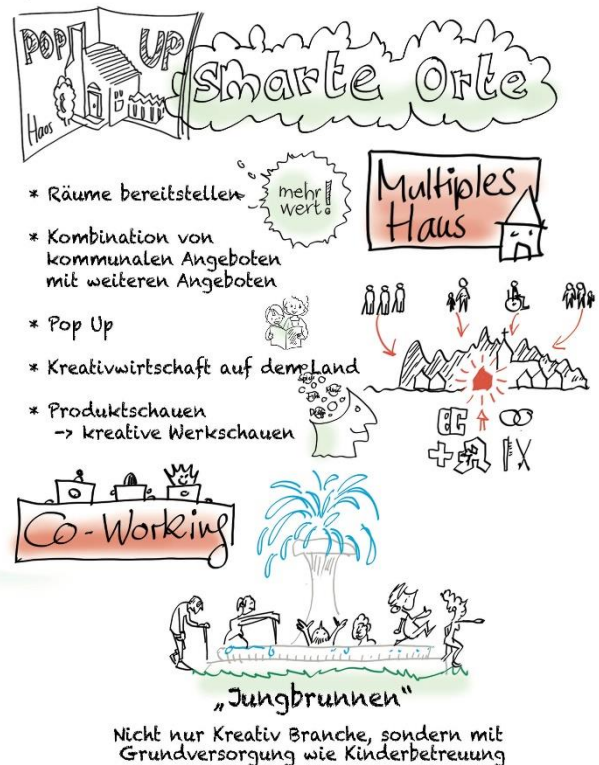 POP UP
Haus
smarte Orte
* Räume bereitstellen
mehr
wert!
* Kombination von
kommunalen Angeboten
mit weiteren Angeboten
* Pop Up
* Kreativwirtschaft auf dem Land
* Produktschauen
-> kreative Werkschauen
Multiples
Haus
Co-Working
„Jungbrunnen“
Nicht nur Kreativ Branche, sondern mit
Grundversorgung wie Kinderbetreuung